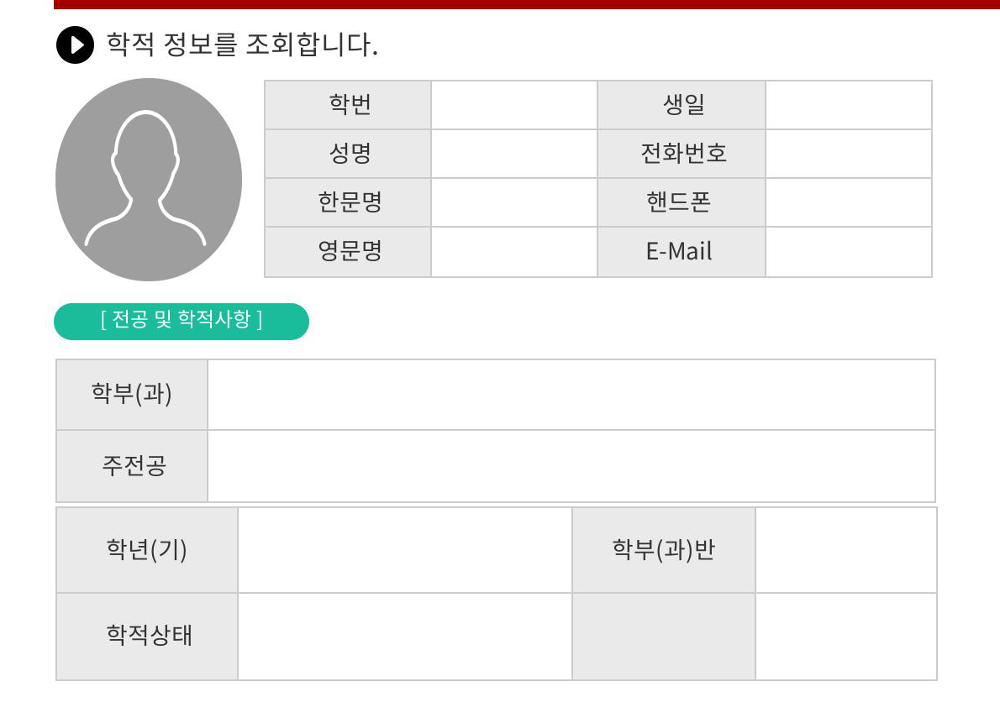 학적 정보를 조회합니다.
학번 생일
성명 전화번호
한문명 핸드폰
영문명 E-Mail
[ 전공 및 학적사항 ]
학부(과)
주전공
학년(기) 학부(과)반
학적상태